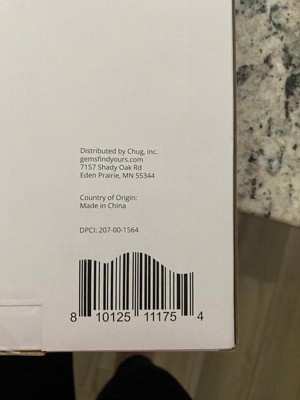 Distributed by Chug, inc.
gemsfindyours.com
7157 Shady Oak Rd
Eden Prairie, MN 55344
Country of Origin:
Made in China
DPCI: 207-00-1564
8 10125 11175 4